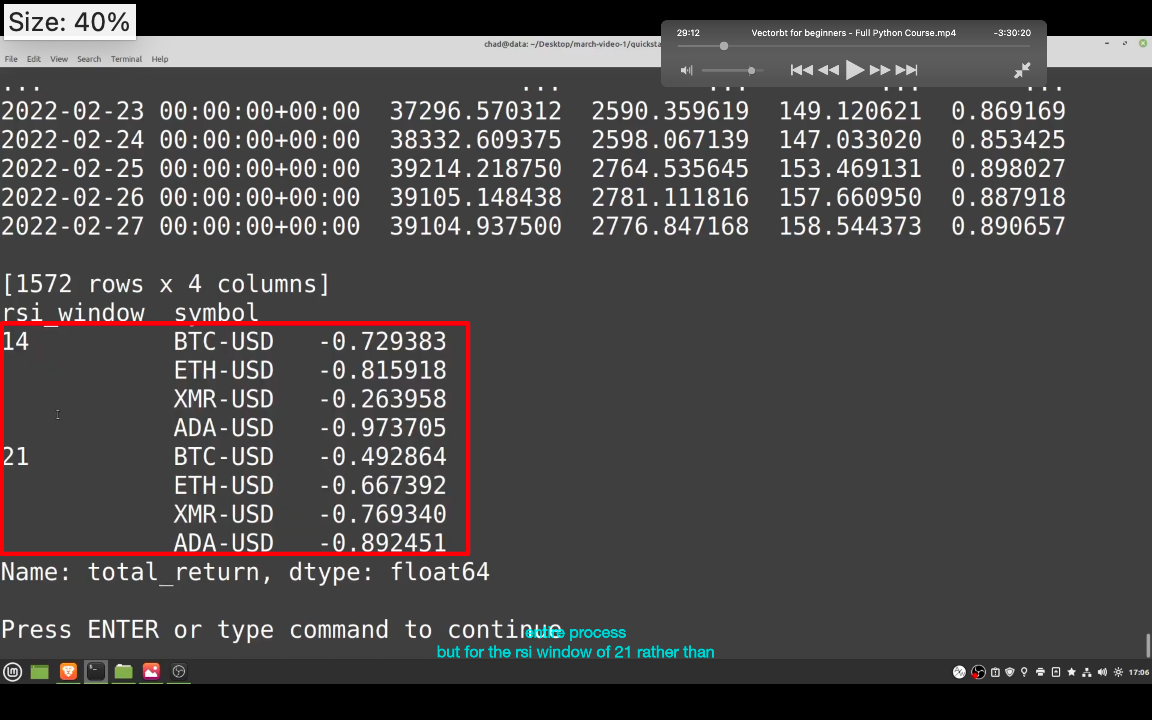 Size: 40%
29:12 Vectorbt for beginners - Full Python Course.mp4 -3:30:20
chad@data: ~/Desktop/march-video-1/quicksta
File Edit View Search Terminal Help
... ... ... ... ...
2022-02-23 00:00:00+00:00 37296.570312 2590.359619 149.120621 0.869169
2022-02-24 00:00:00+00:00 38332.609375 2598.067139 147.033020 0.853425
2022-02-25 00:00:00+00:00 39214.218750 2764.535645 153.469131 0.898027
2022-02-26 00:00:00+00:00 39105.148438 2781.111816 157.660950 0.887918
2022-02-27 00:00:00+00:00 39104.937500 2776.847168 158.544373 0.890657
[1572 rows x 4 columns]
rsi_window symbol
14 BTC-USD -0.729383
ETH-USD -0.815918
XMR-USD -0.263958
ADA-USD -0.973705
21 BTC-USD -0.492864
ETH-USD -0.667392
XMR-USD -0.769340
ADA-USD -0.892451
Name: total_return, dtype: float64
Press ENTER or type command to continue
entire process
but for the rsi window of 21 rather than
17:06